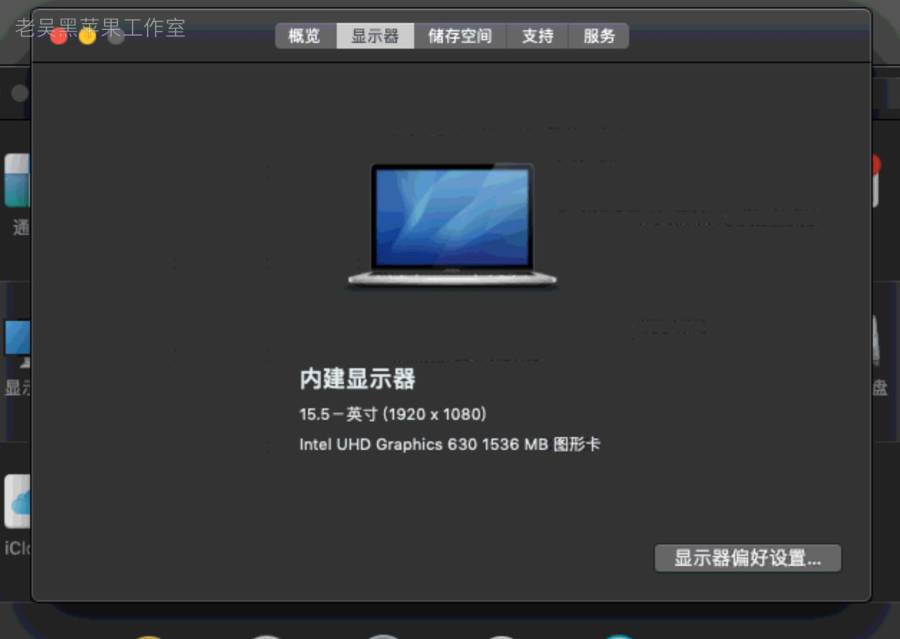 老吴黑苹果工作室
概览 显示器 储存空间 支持 服务
通
显示
盘
内建显示器
15.5－英寸 (1920 x 1080)
Intel UHD Graphics 630 1536 MB 图形卡
iClo
显示器偏好设置...